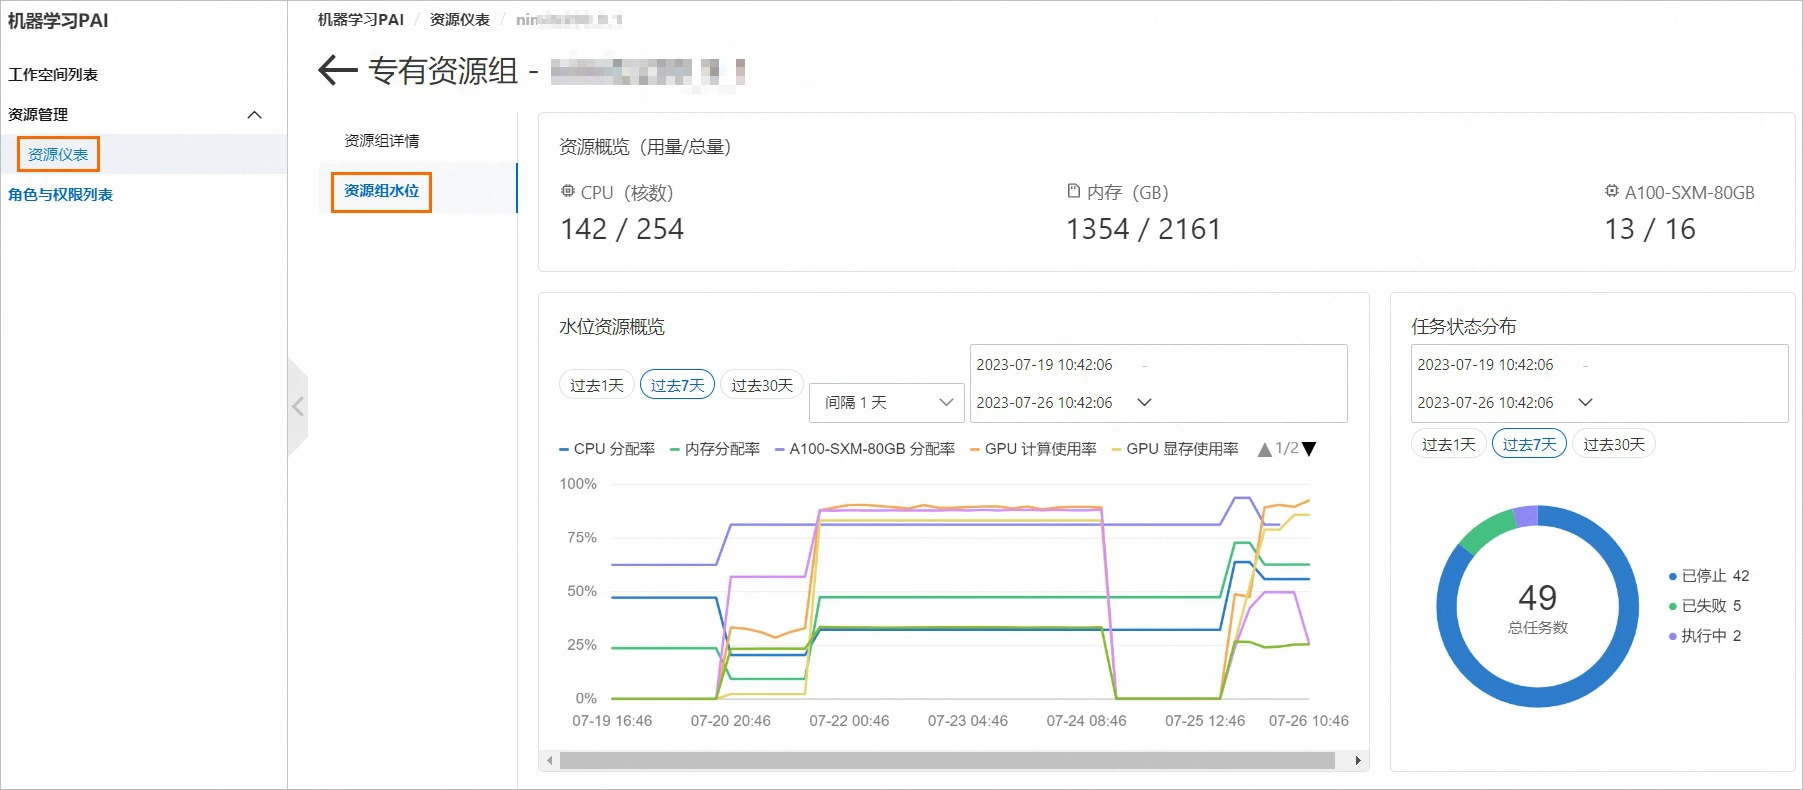 机器学习PAI
工作空间列表
资源管理
资源仪表
角色与权限列表
机器学习PAI / 资源仪表 /
专有资源组 -
资源组详情
资源组水位
资源概览（用量/总量）
CPU（核数）
142 / 254
内存（GB）
1354 / 2161
A100-SXM-80GB
13 / 16
水位资源概览
过去1天 过去7天 过去30天
间隔 1 天
2023-07-19 10:42:06 -
2023-07-26 10:42:06
CPU 分配率 内存分配率 A100-SXM-80GB 分配率 GPU 计算使用率 GPU 显存使用率 1/2
100%
75%
50%
25%
0%
07-19 16:46 07-20 20:46 07-22 00:46 07-23 04:46 07-24 08:46 07-25 12:46 07-26 10:46
任务状态分布
2023-07-19 10:42:06 -
2023-07-26 10:42:06
过去1天 过去7天 过去30天
49
总任务数
已停止 42
已失败 5
执行中 2